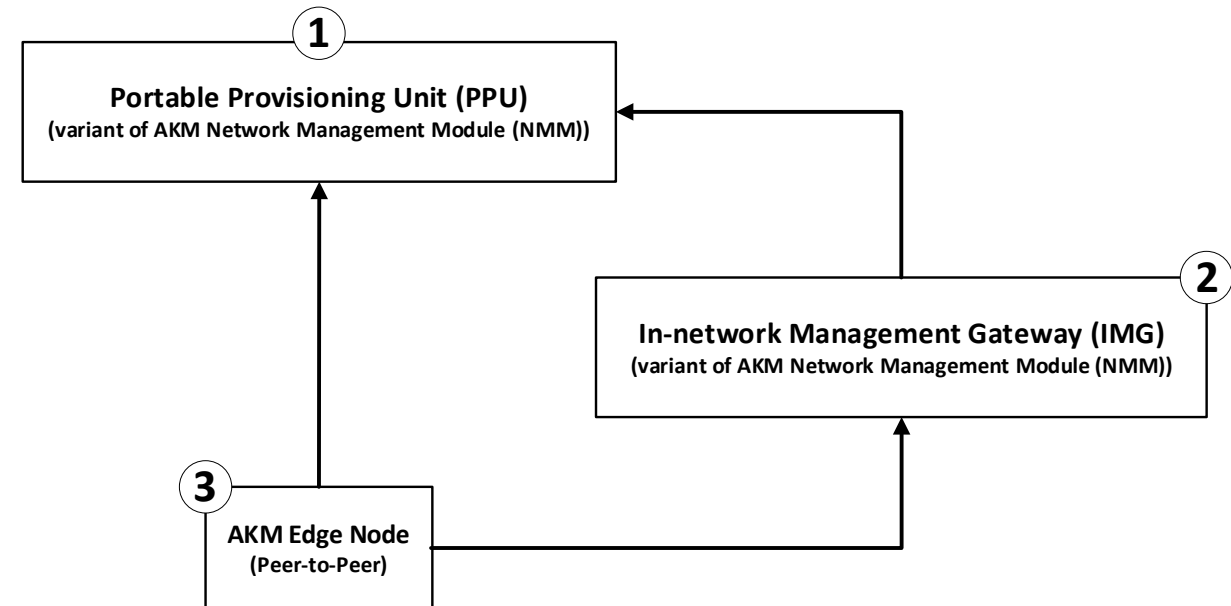 1
Portable Provisioning Unit (PPU)
(variant of AKM Network Management Module (NMM))
2
In-network Management Gateway (IMG)
(variant of AKM Network Management Module (NMM))
3
AKM Edge Node
(Peer-to-Peer)